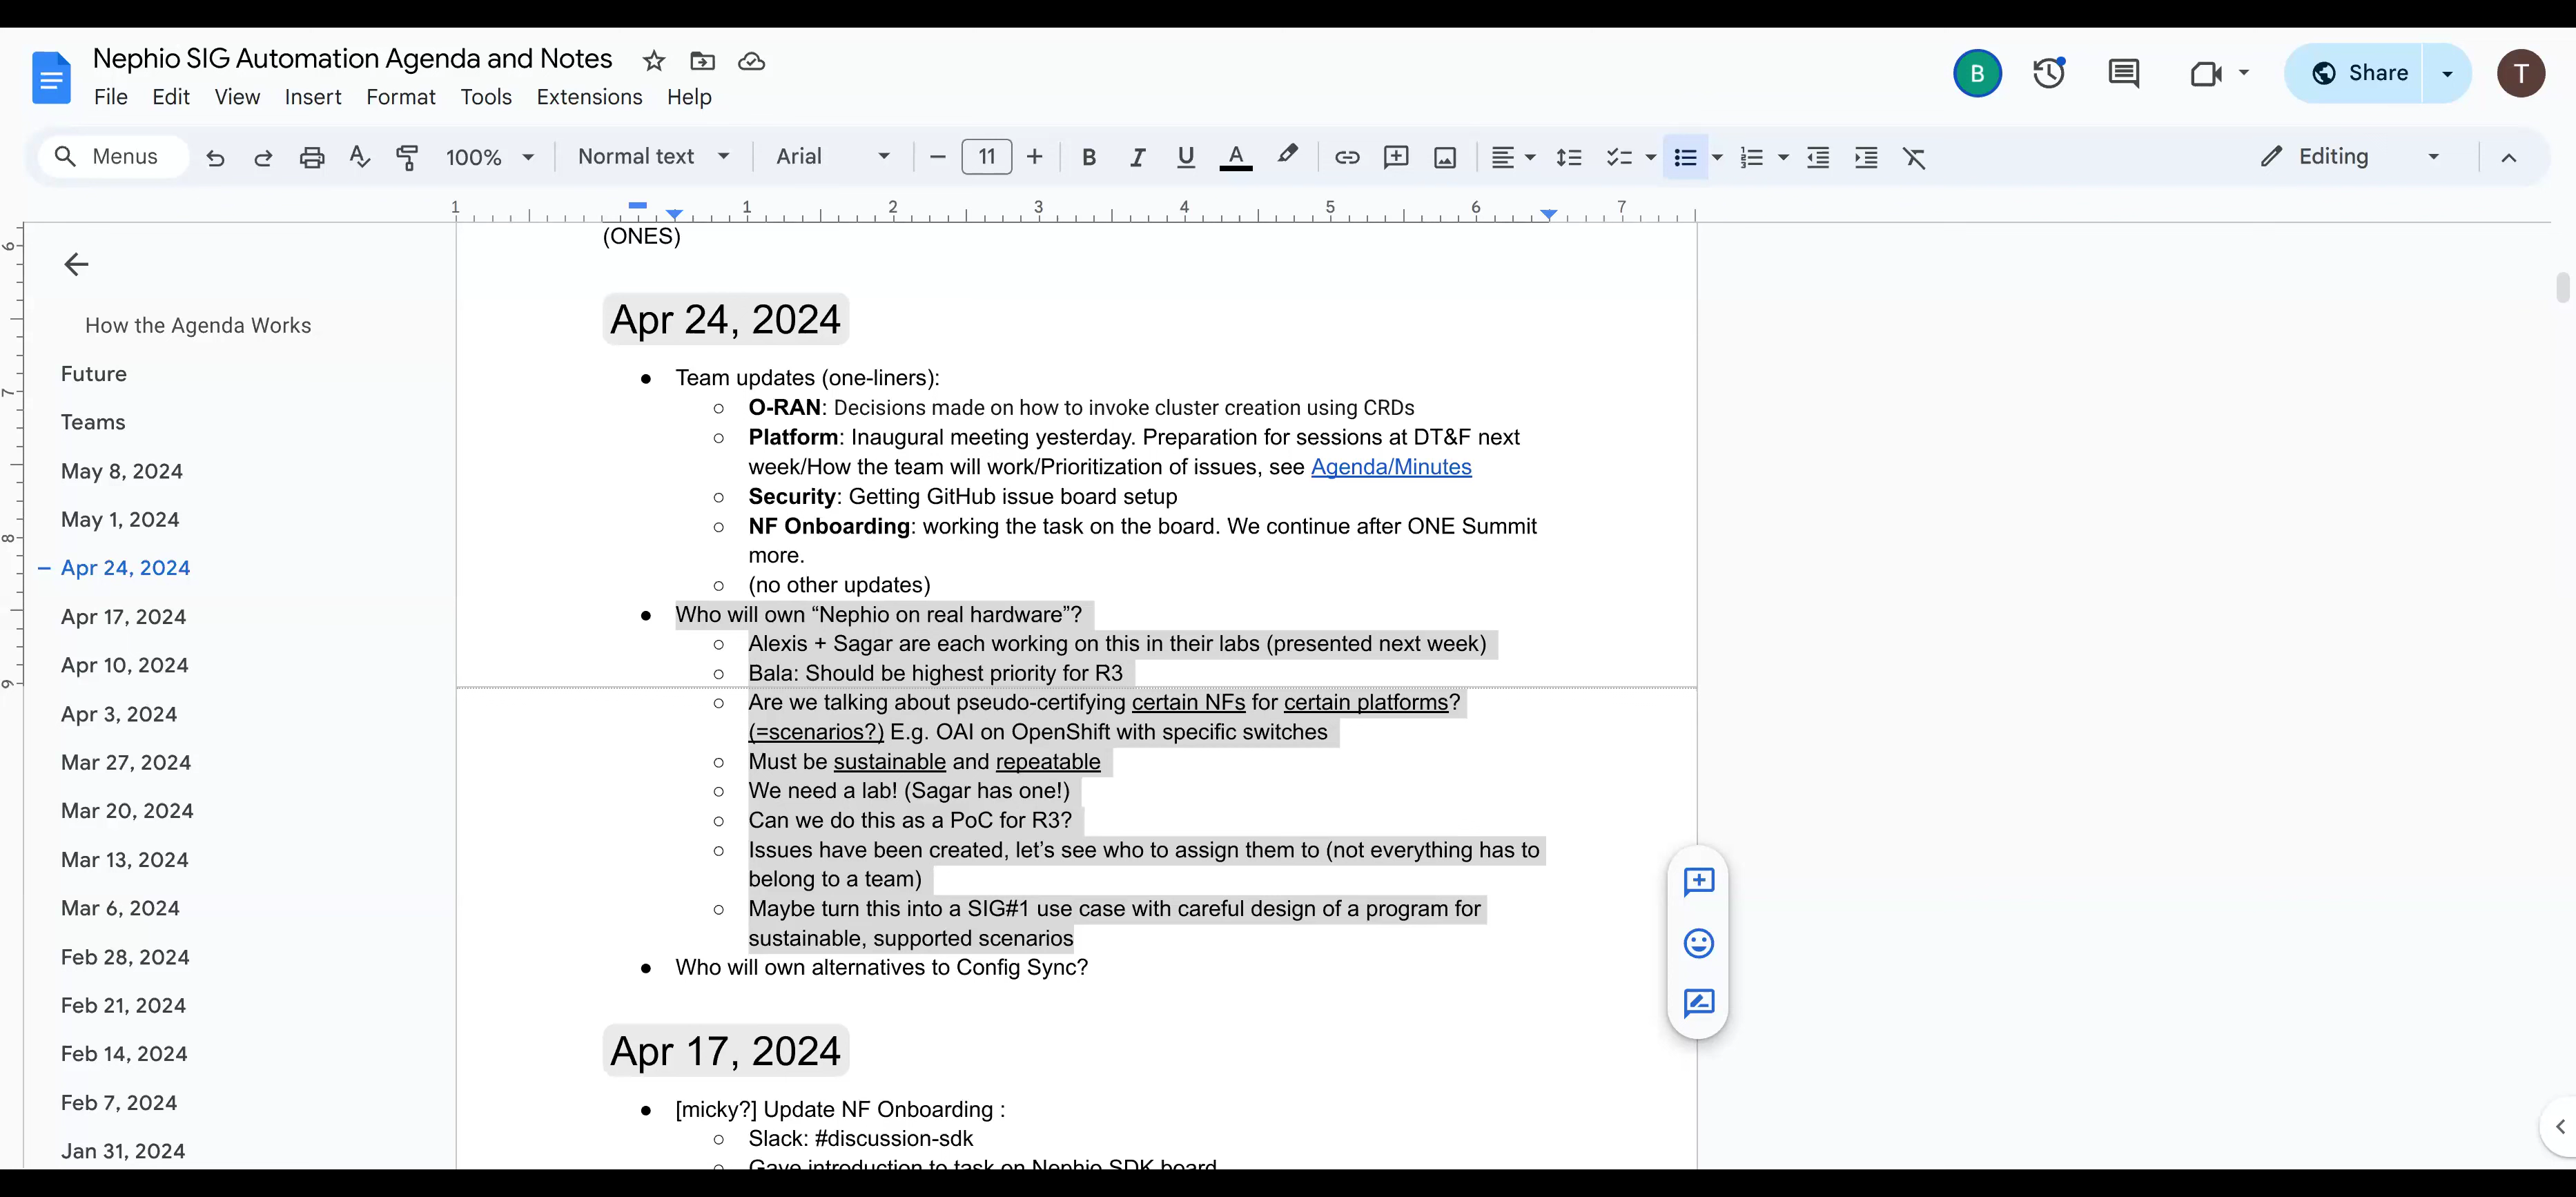 Nephio SIG Automation Agenda and Notes
File Edit View Insert Format Tools Extensions Help
B
Share
T
Menus
100%
Normal text
Arial
11
B I U A
Editing
1 1 2 3 4 5 6 7
6
7
8
9
How the Agenda Works
Future
Teams
May 8, 2024
May 1, 2024
Apr 24, 2024
Apr 17, 2024
Apr 10, 2024
Apr 3, 2024
Mar 27, 2024
Mar 20, 2024
Mar 13, 2024
Mar 6, 2024
Feb 28, 2024
Feb 21, 2024
Feb 14, 2024
Feb 7, 2024
Jan 31, 2024
(ONES)
Apr 24, 2024
● Team updates (one-liners):
○ O-RAN: Decisions made on how to invoke cluster creation using CRDs
○ Platform: Inaugural meeting yesterday. Preparation for sessions at DT&F next
week/How the team will work/Prioritization of issues, see Agenda/Minutes
○ Security: Getting GitHub issue board setup
○ NF Onboarding: working the task on the board. We continue after ONE Summit
more.
○ (no other updates)
● Who will own “Nephio on real hardware”?
○ Alexis + Sagar are each working on this in their labs (presented next week)
○ Bala: Should be highest priority for R3
○ Are we talking about pseudo-certifying certain NFs for certain platforms?
(=scenarios?) E.g. OAI on OpenShift with specific switches
○ Must be sustainable and repeatable
○ We need a lab! (Sagar has one!)
○ Can we do this as a PoC for R3?
○ Issues have been created, let’s see who to assign them to (not everything has to
belong to a team)
○ Maybe turn this into a SIG#1 use case with careful design of a program for
sustainable, supported scenarios
● Who will own alternatives to Config Sync?
Apr 17, 2024
● [micky?] Update NF Onboarding :
○ Slack: #discussion-sdk
○ Gave introduction to task on Nephio SDK board